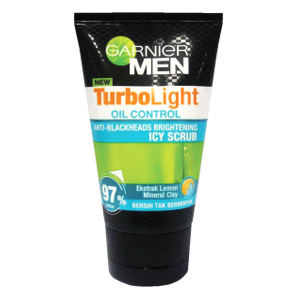 GARNIER
MEN
NEW
TurboLight
OIL CONTROL
ANTI-BLACKHEADS BRIGHTENING
ICY SCRUB
97%
Ekstrak Lemon
Mineral Clay
BERSIH TAK BERMINYAK